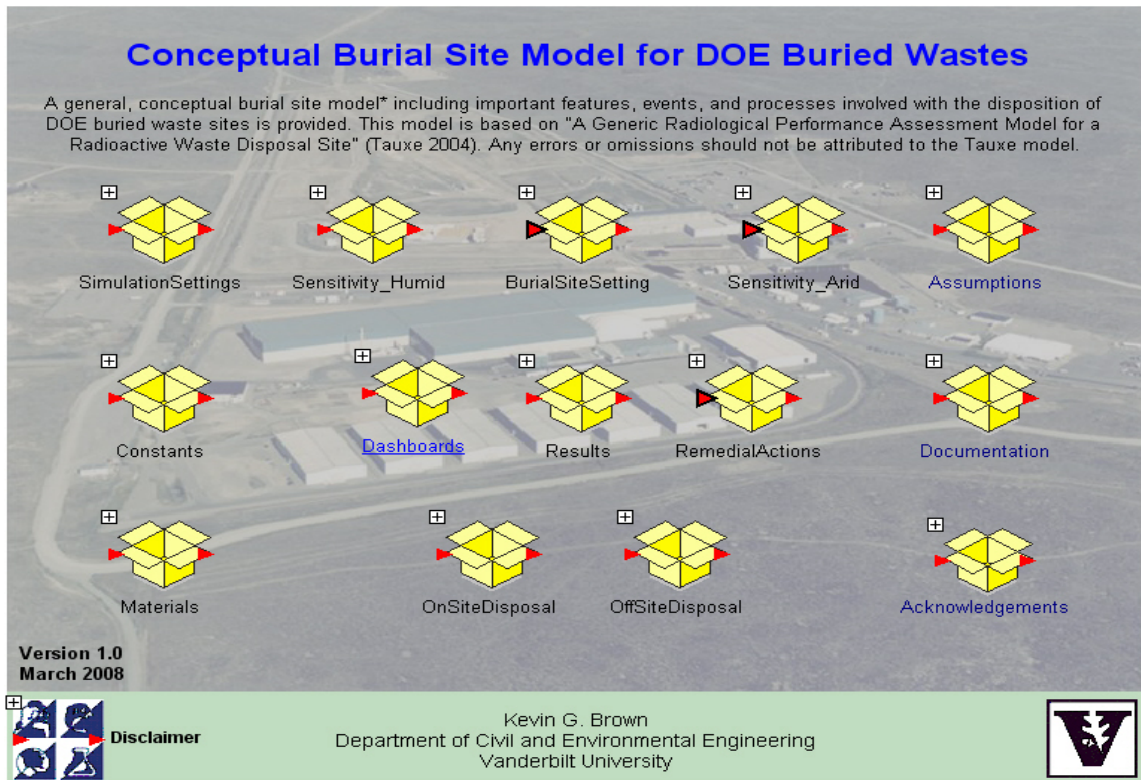 Conceptual Burial Site Model for DOE Buried Wastes
A general, conceptual burial site model* including important features, events, and processes involved with the disposition of
DOE buried waste sites is provided. This model is based on "A Generic Radiological Performance Assessment Model for a
Radioactive Waste Disposal Site" (Tauxe 2004). Any errors or omissions should not be attributed to the Tauxe model.
SimulationSettings
Sensitivity_Humid
BurialSiteSetting
Sensitivity_Arid
Assumptions
Constants
Dashboards
Results
RemedialActions
Documentation
Materials
OnSiteDisposal
OffSiteDisposal
Acknowledgements
Version 1.0
March 2008
Disclaimer
Kevin G. Brown
Department of Civil and Environmental Engineering
Vanderbilt University
V